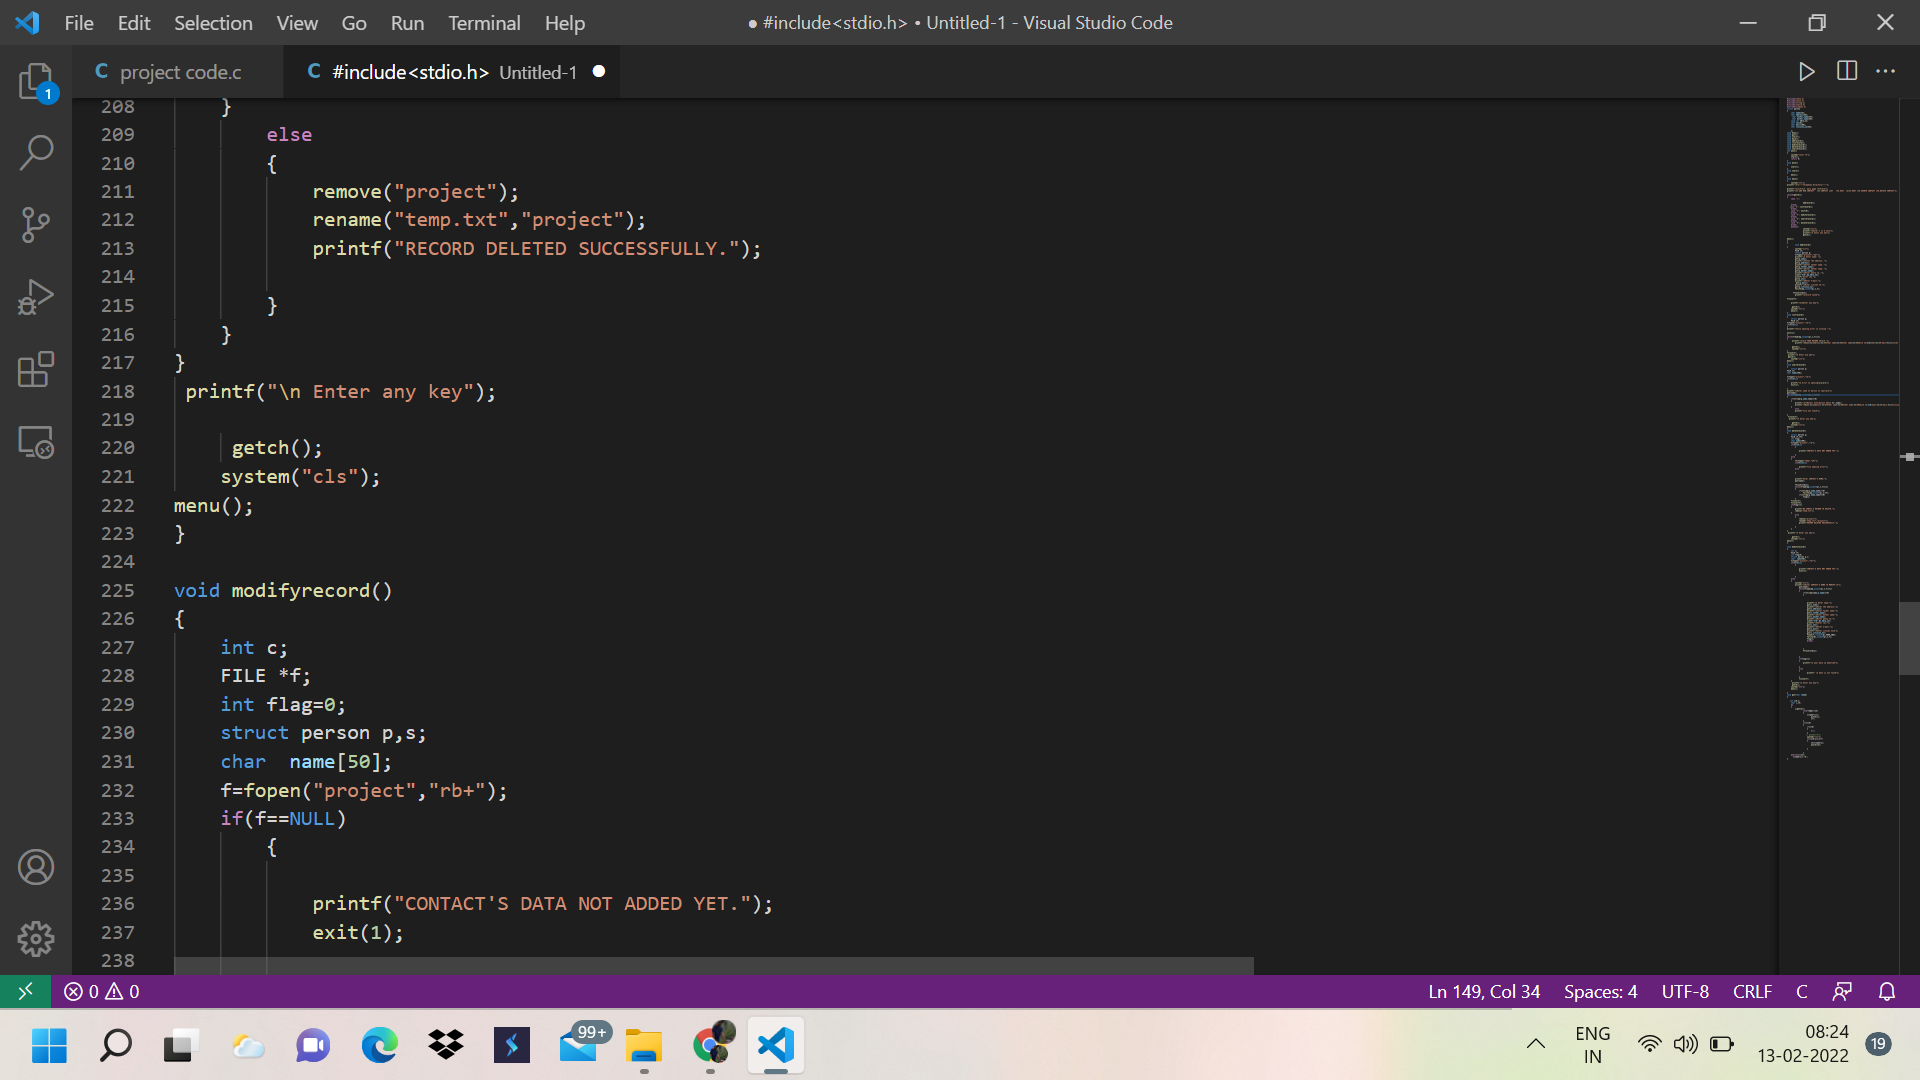 File Edit Selection View Go Run Terminal Help
● #include<stdio.h> • Untitled-1 - Visual Studio Code
1
C project code.c
C #include<stdio.h> Untitled-1 ●
208 }
209 else
210 {
211 remove("project");
212 rename("temp.txt","project");
213 printf("RECORD DELETED SUCCESSFULLY.");
214
215 }
216 }
217 }
218 printf("\n Enter any key");
219
220 getch();
221 system("cls");
222 menu();
223 }
224
225 void modifyrecord()
226 {
227 int c;
228 FILE *f;
229 int flag=0;
230 struct person p,s;
231 char  name[50];
232 f=fopen("project","rb+");
233 if(f==NULL)
234 {
235
236 printf("CONTACT'S DATA NOT ADDED YET.");
237 exit(1);
238
0 0
Ln 149, Col 34 Spaces: 4 UTF-8 CRLF C
99+
ENG
IN
08:24
13-02-2022
19